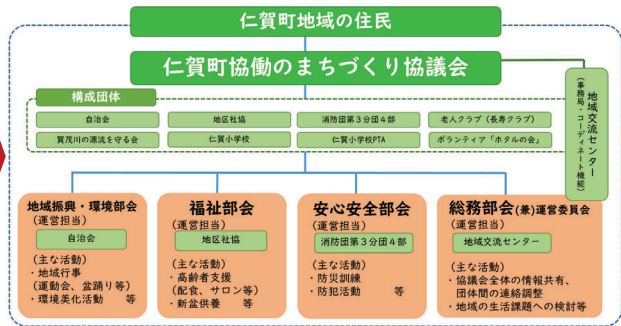 仁賀町地域の住民
仁賀町協働のまちづくり協議会
地域交流センター
(事務局・コーディネート機能)
構成団体
自治会
地区社協
消防団第3分団4部
老人クラブ(長寿クラブ)
賀茂川の源流を守る会
仁賀小学校
仁賀小学校PTA
ボランティア「ホタルの会」
地域振興・環境部会
(運営担当)
自治会
(主な活動)
・地域行事
(運動会、盆踊り等)
・環境美化活動 等
福祉部会
(運営担当)
地区社協
(主な活動)
・高齢者支援
(配食、サロン等)
・新盆供養 等
安心安全部会
(運営担当)
消防団第3分団4部
(主な活動)
・防災訓練
・防犯活動 等
総務部会(兼)運営委員会
(運営担当)
地域交流センター
(主な活動)
・協議会全体の情報共有、
団体間の連絡調整
・地域の生活課題への検討等